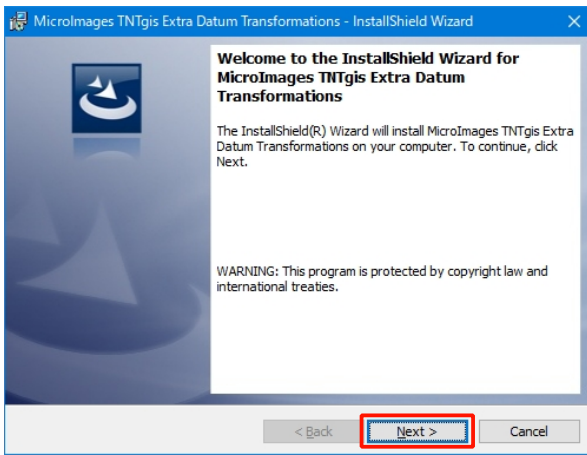 MicroImages TNTgis Extra Datum Transformations - InstallShield Wizard
Welcome to the InstallShield Wizard for
MicroImages TNTgis Extra Datum
Transformations
The InstallShield(R) Wizard will install MicroImages TNTgis Extra
Datum Transformations on your computer. To continue, click
Next.
WARNING: This program is protected by copyright law and
international treaties.
< Back
Next >
Cancel